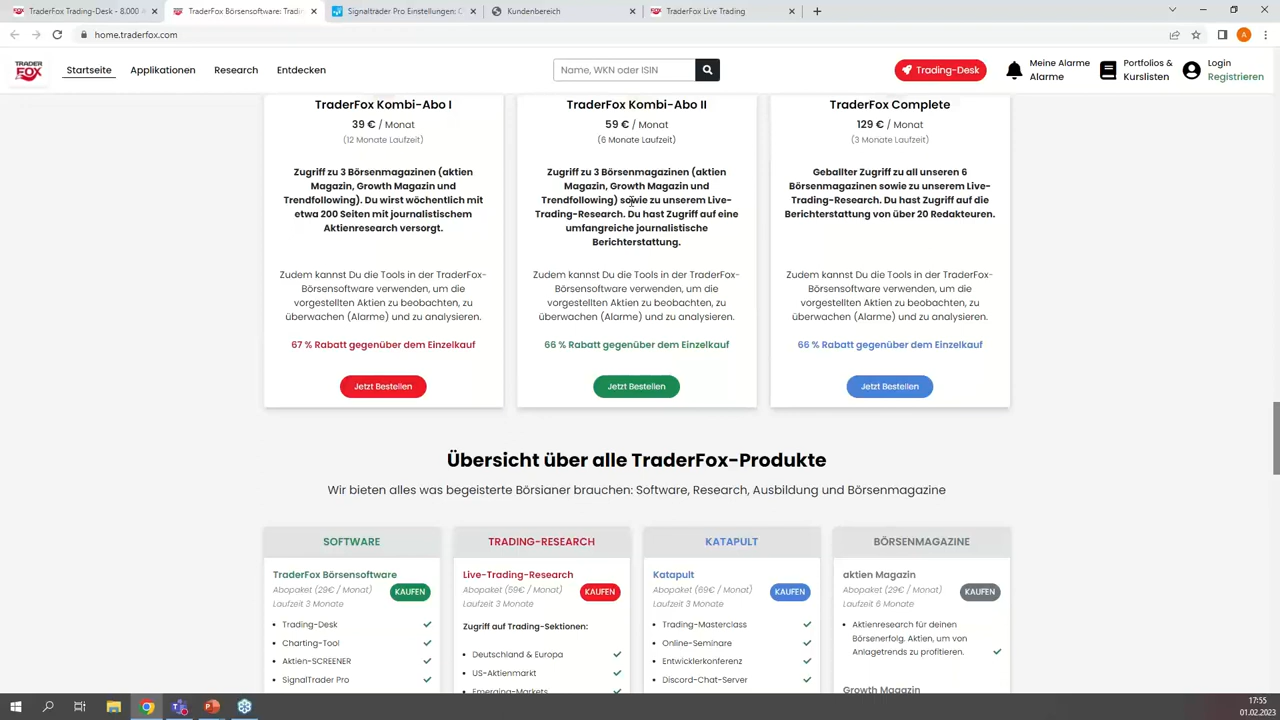 TraderFox Trading-Desk - 8.000 A
TraderFox Börsensoftware: Tradin
Signaltrader Pro Einstellungen: C
Kundenbereich
TraderFox Live Trading
home.traderfox.com
A
TRADER
FOX
Startseite
Applikationen
Research
Entdecken
Name, WKN oder ISIN
Trading-Desk
Meine Alarme
Alarme
Portfolios &
Kurslisten
Login
Registrieren
TraderFox Kombi-Abo I
39 € / Monat
(12 Monate Laufzeit)
Zugriff zu 3 Börsenmagazinen (aktien
Magazin, Growth Magazin und
Trendfollowing). Du wirst wöchentlich mit
etwa 200 Seiten mit journalistischem
Aktienresearch versorgt.
Zudem kannst Du die Tools in der TraderFox-
Börsensoftware verwenden, um die
vorgestellten Aktien zu beobachten, zu
überwachen (Alarme) und zu analysieren.
67 % Rabatt gegenüber dem Einzelkauf
Jetzt Bestellen
TraderFox Kombi-Abo II
59 € / Monat
(6 Monate Laufzeit)
Zugriff zu 3 Börsenmagazinen (aktien
Magazin, Growth Magazin und
Trendfollowing) sowie zu unserem Live-
Trading-Research. Du hast Zugriff auf eine
umfangreiche journalistische
Berichterstattung.
Zudem kannst Du die Tools in der TraderFox-
Börsensoftware verwenden, um die
vorgestellten Aktien zu beobachten, zu
überwachen (Alarme) und zu analysieren.
66 % Rabatt gegenüber dem Einzelkauf
Jetzt Bestellen
TraderFox Complete
129 € / Monat
(3 Monate Laufzeit)
Geballter Zugriff zu all unseren 6
Börsenmagazinen sowie zu unserem Live-
Trading-Research. Du hast Zugriff auf die
Berichterstattung von über 20 Redakteuren.
Zudem kannst Du die Tools in der TraderFox-
Börsensoftware verwenden, um die
vorgestellten Aktien zu beobachten, zu
überwachen (Alarme) und zu analysieren.
66 % Rabatt gegenüber dem Einzelkauf
Jetzt Bestellen
Übersicht über alle TraderFox-Produkte
Wir bieten alles was begeisterte Börsianer brauchen: Software, Research, Ausbildung und Börsenmagazine
SOFTWARE
TraderFox Börsensoftware
Abopaket (29€ / Monat)
Laufzeit 3 Monate
KAUFEN
Trading-Desk
Charting-Tool
Aktien-SCREENER
SignalTrader Pro
TRADING-RESEARCH
Live-Trading-Research
Abopaket (59€ / Monat)
Laufzeit 3 Monate
KAUFEN
Zugriff auf Trading-Sektionen:
Deutschland & Europa
US-Aktienmarkt
Emerging-Markets
KATAPULT
Katapult
Abopaket (69€ / Monat)
Laufzeit 3 Monate
KAUFEN
Trading-Masterclass
Online-Seminare
Entwicklerkonferenz
Discord-Chat-Server
BÖRSENMAGAZINE
aktien Magazin
Abopaket (29€ / Monat)
Laufzeit 6 Monate
KAUFEN
Aktienresearch für deinen
Börsenerfolg. Aktien, um von
Anlagetrends zu profitieren.
Growth Magazin
17:55
01.02.2023